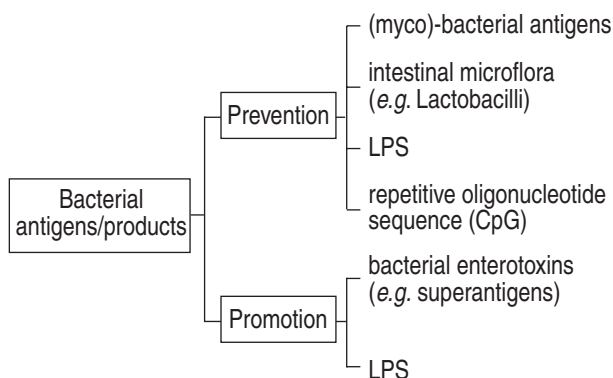 (myco)-bacterial antigens
intestinal microflora
(e.g. Lactobacilli)
Prevention
LPS
repetitive oligonucleotide
sequence (CpG)
Bacterial
antigens/products
bacterial enterotoxins
(e.g. superantigens)
Promotion
LPS